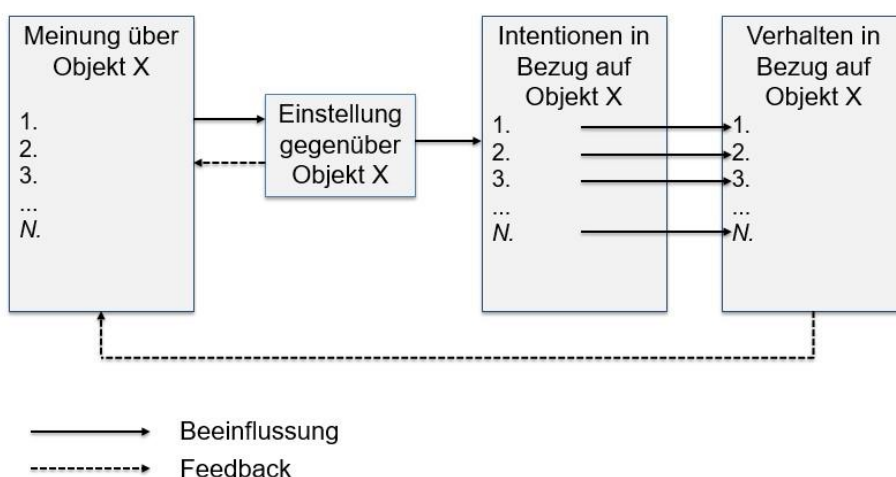 Meinung über
Objekt X
1.
2.
3.
...
N.
Einstellung
gegenüber
Objekt X
Intentionen in
Bezug auf
Objekt X
1.
2.
3.
...
N.
Verhalten in
Bezug auf
Objekt X
1.
2.
3.
...
N.
Beeinflussung
Feedback